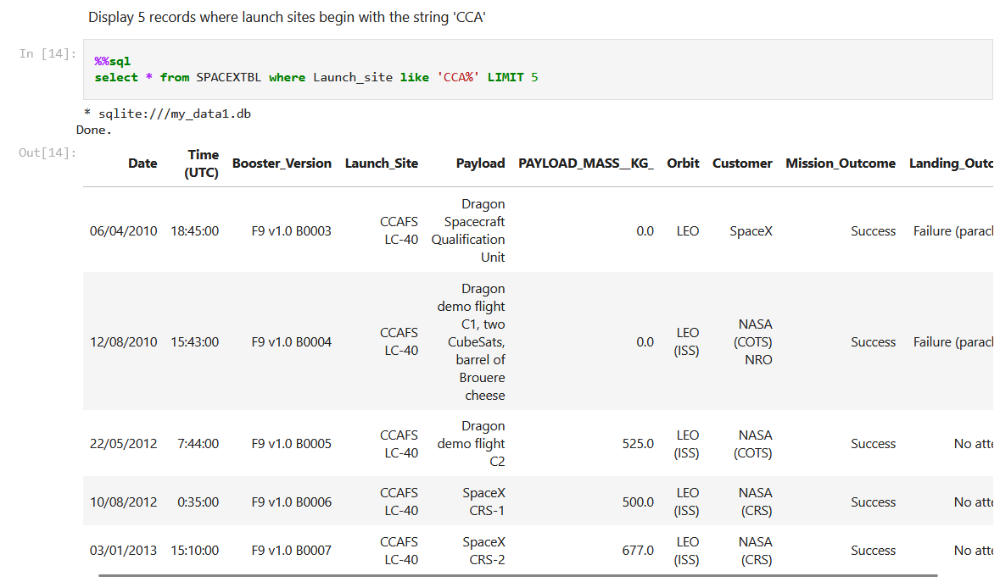 Display 5 records where launch sites begin with the string 'CCA'
In [14]:
%%sql
select * from SPACEXTBL where Launch_site like 'CCA%' LIMIT 5
* sqlite:///my_data1.db
Done.
Out[14]:
Date Time (UTC) Booster_Version Launch_Site Payload PAYLOAD_MASS__KG_ Orbit Customer Mission_Outcome Landing_Outc
06/04/2010 18:45:00 F9 v1.0 B0003 CCAFS LC-40 Dragon Spacecraft Qualification Unit 0.0 LEO SpaceX Success Failure (parac
12/08/2010 15:43:00 F9 v1.0 B0004 CCAFS LC-40 Dragon demo flight C1, two CubeSats, barrel of Brouere cheese 0.0 LEO (ISS) NASA (COTS) NRO Success Failure (parac
22/05/2012 7:44:00 F9 v1.0 B0005 CCAFS LC-40 Dragon demo flight C2 525.0 LEO (ISS) NASA (COTS) Success No atte
10/08/2012 0:35:00 F9 v1.0 B0006 CCAFS LC-40 SpaceX CRS-1 500.0 LEO (ISS) NASA (CRS) Success No atte
03/01/2013 15:10:00 F9 v1.0 B0007 CCAFS LC-40 SpaceX CRS-2 677.0 LEO (ISS) NASA (CRS) Success No atte